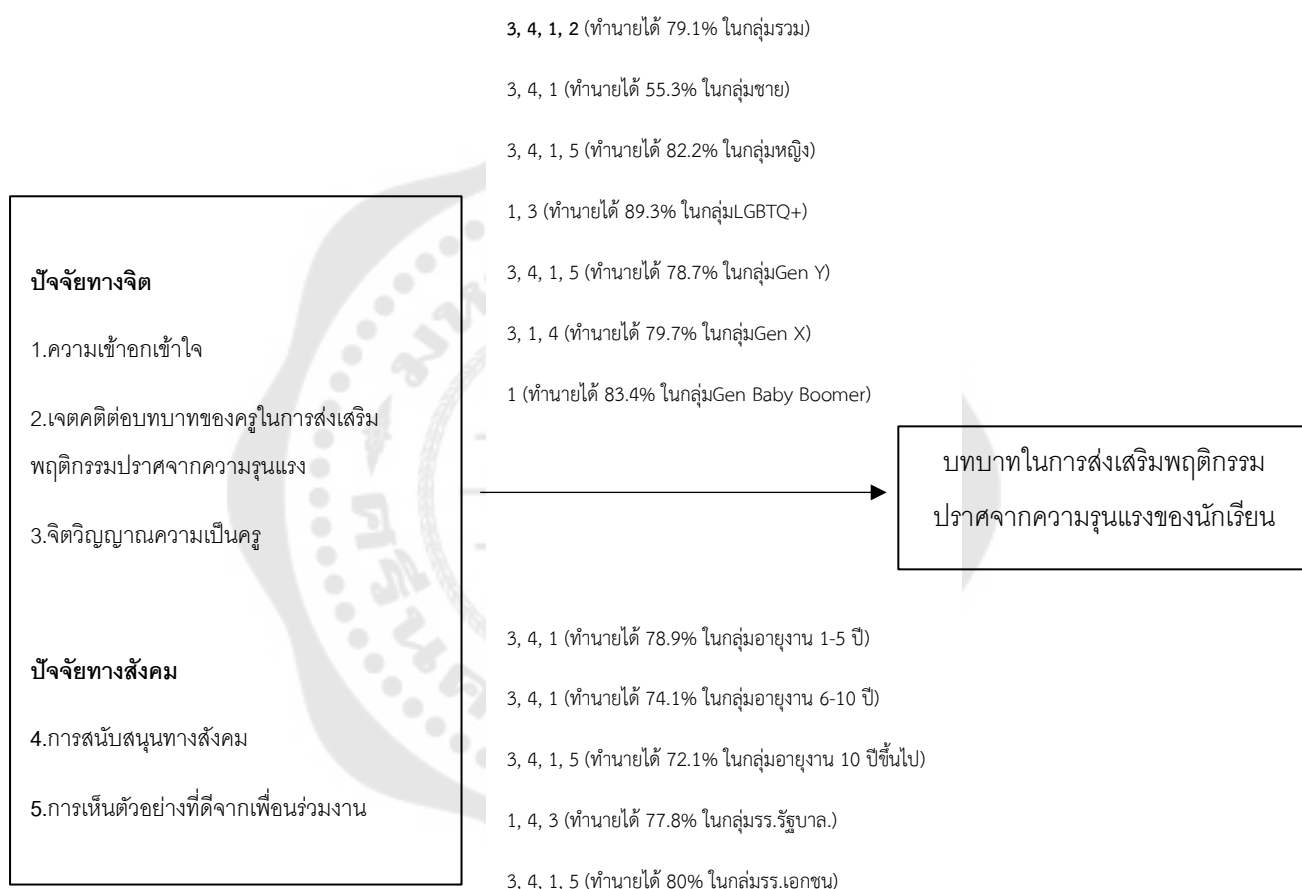 3, 4, 1, 2 (ทำนายได้ 79.1% ในกลุ่มรวม)
3, 4, 1 (ทำนายได้ 55.3% ในกลุ่มชาย)
3, 4, 1, 5 (ทำนายได้ 82.2% ในกลุ่มหญิง)
1, 3 (ทำนายได้ 89.3% ในกลุ่มLGBTQ+)
3, 4, 1, 5 (ทำนายได้ 78.7% ในกลุ่มGen Y)
3, 1, 4 (ทำนายได้ 79.7% ในกลุ่มGen X)
1 (ทำนายได้ 83.4% ในกลุ่มGen Baby Boomer)
ปัจจัยทางจิต
1.ความเข้าอกเข้าใจ
2.เจตคติต่อบทบาทของครูในการส่งเสริม
พฤติกรรมปราศจากความรุนแรง
3.จิตวิญญาณความเป็นครู
ปัจจัยทางสังคม
4.การสนับสนุนทางสังคม
5.การเห็นตัวอย่างที่ดีจากเพื่อนร่วมงาน
บทบาทในการส่งเสริมพฤติกรรม
ปราศจากความรุนแรงของนักเรียน
3, 4, 1 (ทำนายได้ 78.9% ในกลุ่มอายุงาน 1-5 ปี)
3, 4, 1 (ทำนายได้ 74.1% ในกลุ่มอายุงาน 6-10 ปี)
3, 4, 1, 5 (ทำนายได้ 72.1% ในกลุ่มอายุงาน 10 ปีขึ้นไป)
1, 4, 3 (ทำนายได้ 77.8% ในกลุ่มรร.รัฐบาล.)
3, 4, 1, 5 (ทำนายได้ 80% ในกลุ่มรร.เอกชน)